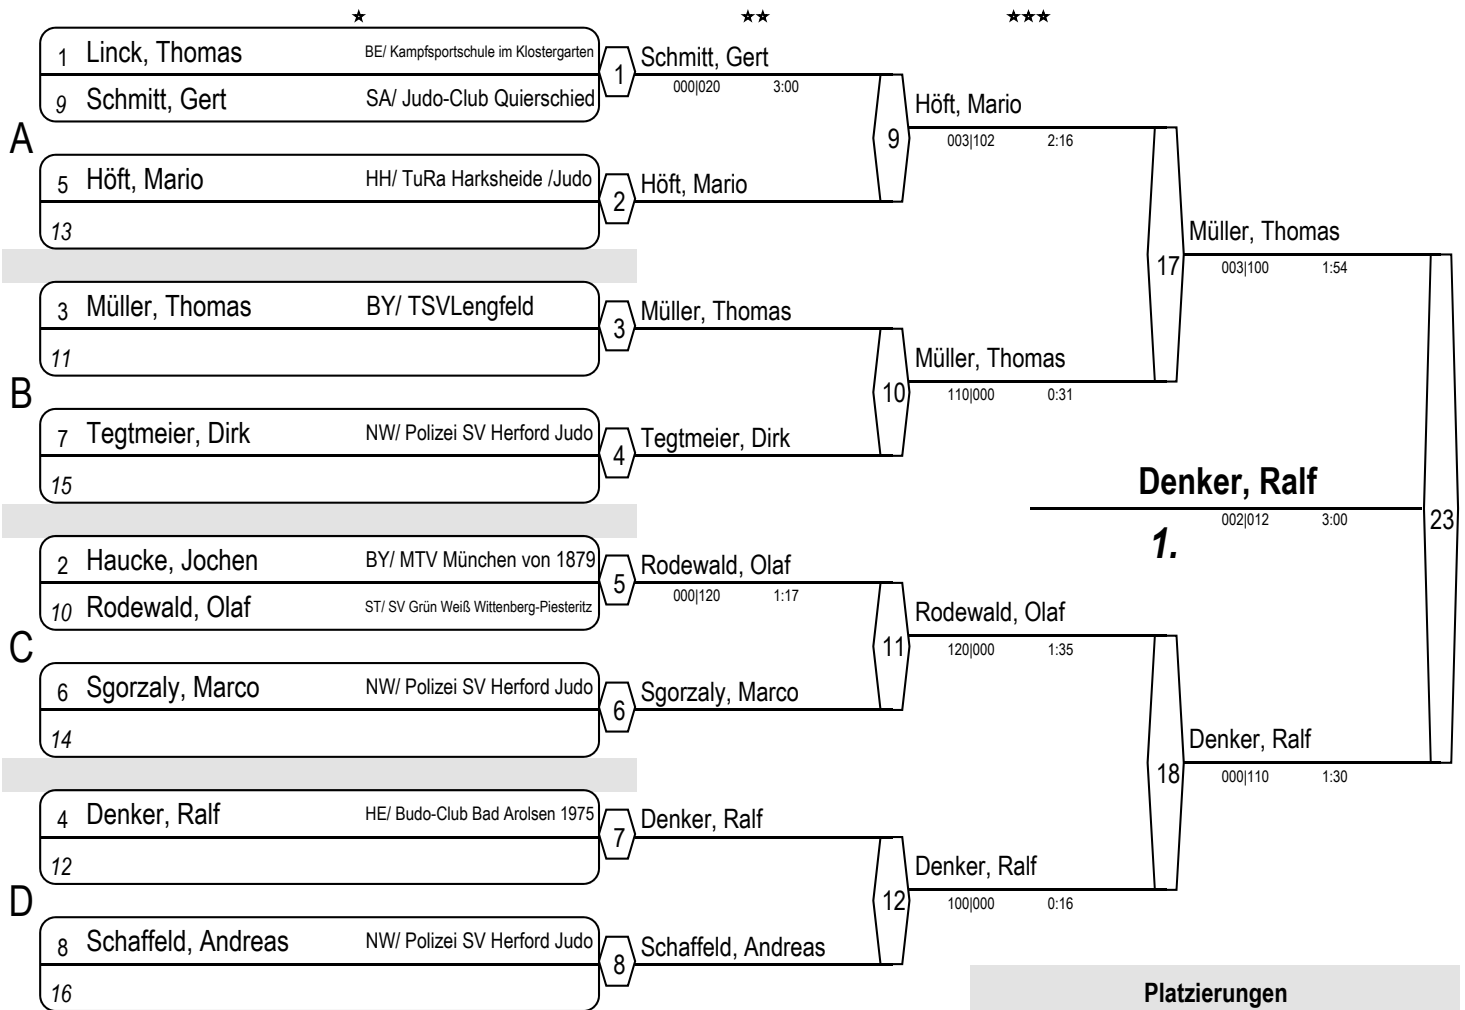 1 Linck, Thomas BE/ Kampfsportschule im Klostergarten
9 Schmitt, Gert SA/ Judo-Club Quierschied
A
5 Höft, Mario HH/ TuRa Harksheide /Judo
13
3 Müller, Thomas BY/ TSVLengfeld
11
B
7 Tegtmeier, Dirk NW/ Polizei SV Herford Judo
15
2 Haucke, Jochen BY/ MTV München von 1879
10 Rodewald, Olaf ST/ SV Grün Weiß Wittenberg-Piesteritz
C
6 Sgorzaly, Marco NW/ Polizei SV Herford Judo
14
4 Denker, Ralf HE/ Budo-Club Bad Arolsen 1975
12
D
8 Schaffeld, Andreas NW/ Polizei SV Herford Judo
16
1 Schmitt, Gert
000|020 3:00
2 Höft, Mario
3 Müller, Thomas
4 Tegtmeier, Dirk
5 Rodewald, Olaf
000|120 1:17
6 Sgorzaly, Marco
7 Denker, Ralf
8 Schaffeld, Andreas
9 Höft, Mario
003|102 2:16
10 Müller, Thomas
110|000 0:31
11 Rodewald, Olaf
120|000 1:35
12 Denker, Ralf
100|000 0:16
17 Müller, Thomas
003|100 1:54
18 Denker, Ralf
000|110 1:30
23 Denker, Ralf
002|012 3:00
1.
Platzierungen